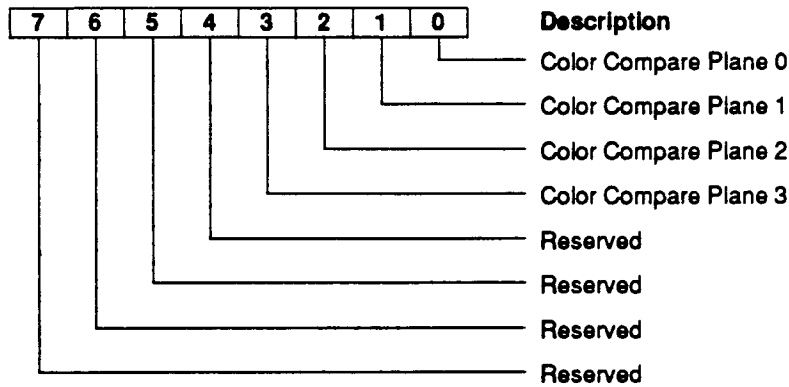 7 6 5 4 3 2 1 0 Description
Color Compare Plane 0
Color Compare Plane 1
Color Compare Plane 2
Color Compare Plane 3
Reserved
Reserved
Reserved
Reserved